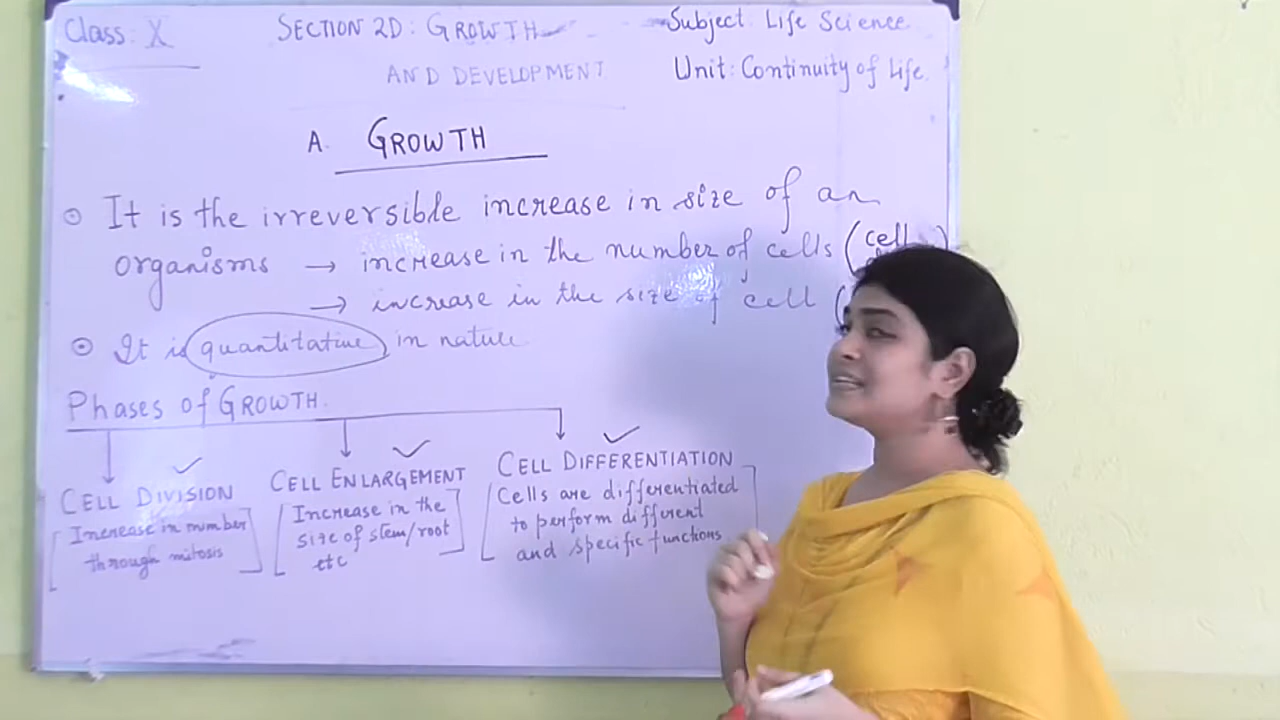 Class: X
SECTION 2D: GROWTH
AND DEVELOPMENT
Subject: Life Science
Unit: Continuity of Life.
A. GROWTH
It is the irreversible increase in size of an
organisms → increase in the number of cells (cell
→ increase in the size of cell (
It is quantitative in nature
Phases of GROWTH.
CELL DIVISION
[Increase in number
through mitosis]
CELL ENLARGEMENT
[Increase in the
size of stem/root
etc]
CELL DIFFERENTIATION
[Cells are differentiated
to perform different
and specific functions]